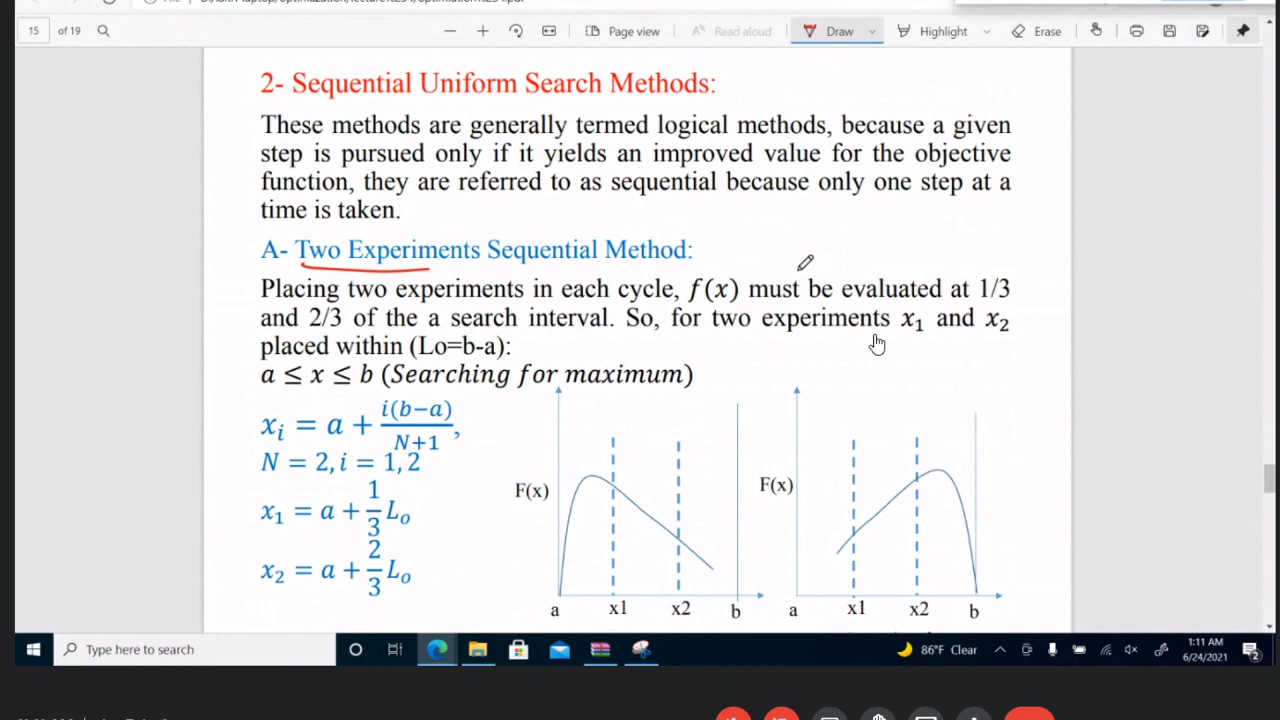 15 of 19
Page view
Read aloud
Draw
Highlight
Erase
2- Sequential Uniform Search Methods:
These methods are generally termed logical methods, because a given
step is pursued only if it yields an improved value for the objective
function, they are referred to as sequential because only one step at a
time is taken.
A- Two Experiments Sequential Method:
Placing two experiments in each cycle, f(x) must be evaluated at 1/3
and 2/3 of the a search interval. So, for two experiments x₁ and x₂
placed within (Lo=b-a):
a ≤ x ≤ b (Searching for maximum)
xᵢ = a + i(b−a)/N+1,
N = 2, i = 1, 2
x₁ = a + 1/3 Lₒ
x₂ = a + 2/3 Lₒ
F(x)
a x1 x2 b
F(x)
a x1 x2 b
Type here to search
86°F Clear
1:11 AM
6/24/2021
2